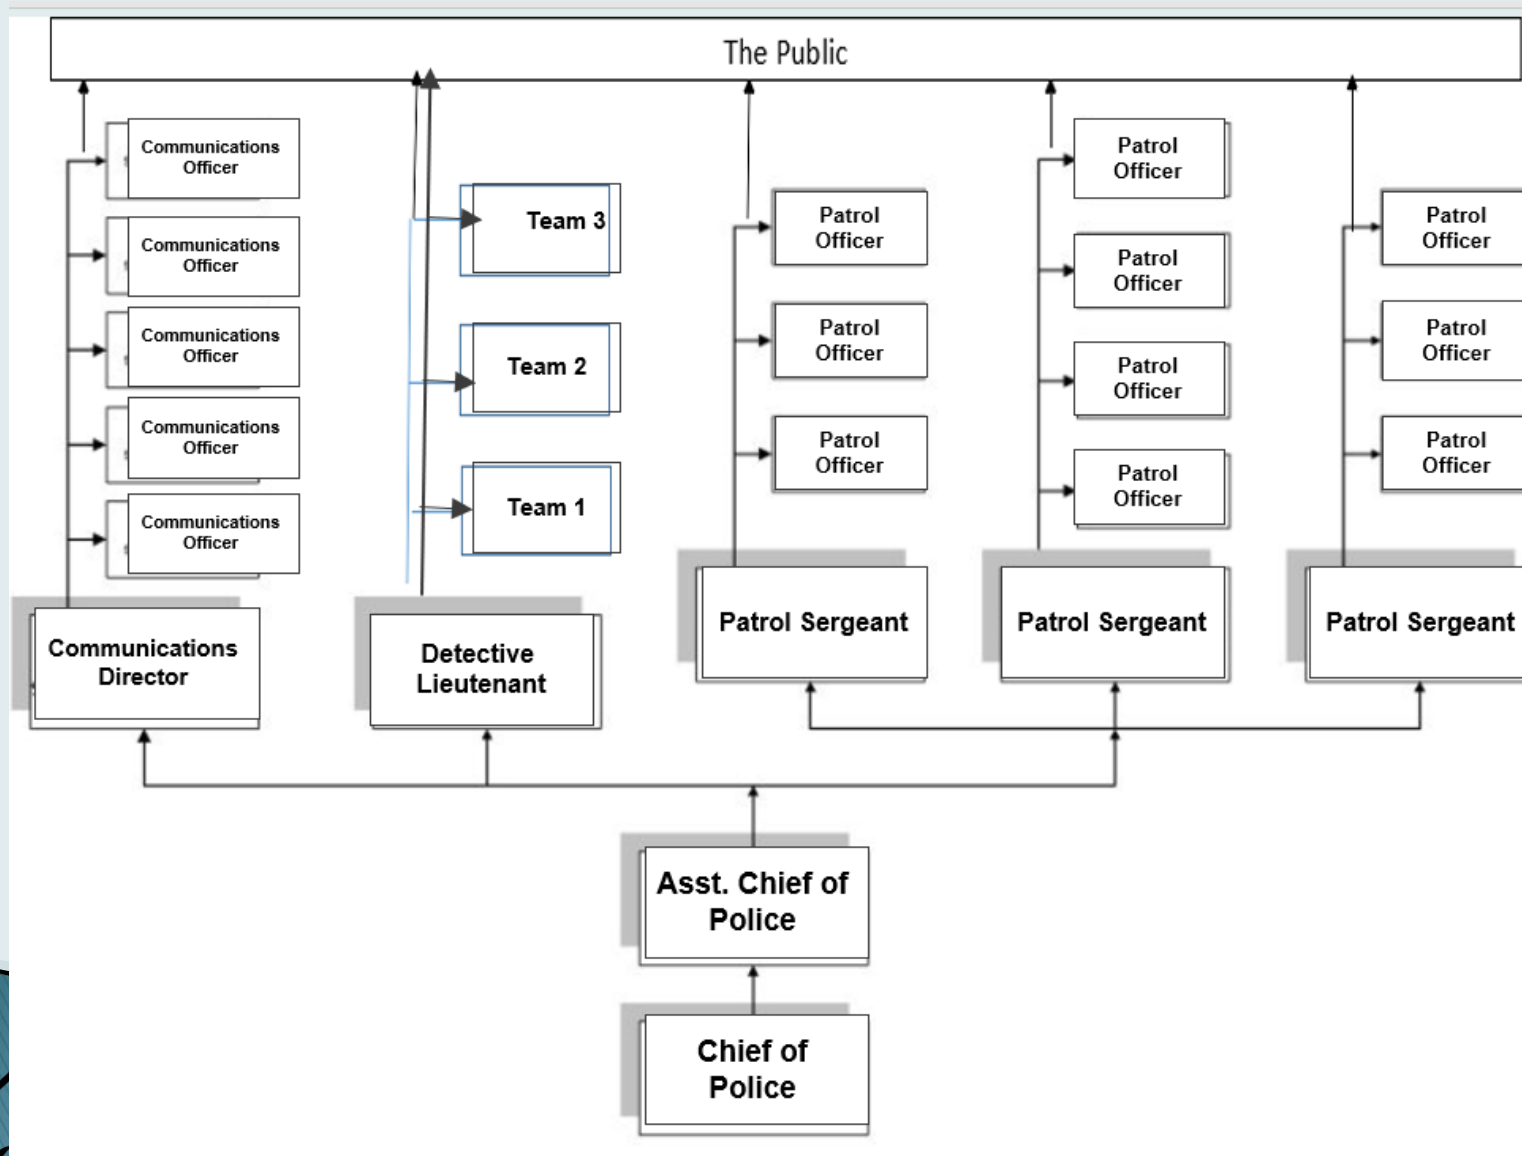 The Public
Communications
Officer
Communications
Officer
Communications
Officer
Communications
Officer
Communications
Officer
Communications
Director
Team 3
Team 2
Team 1
Detective
Lieutenant
Patrol
Officer
Patrol
Officer
Patrol
Officer
Patrol Sergeant
Patrol
Officer
Patrol
Officer
Patrol
Officer
Patrol
Officer
Patrol Sergeant
Patrol
Officer
Patrol
Officer
Patrol
Officer
Patrol Sergeant
Asst. Chief of
Police
Chief of
Police